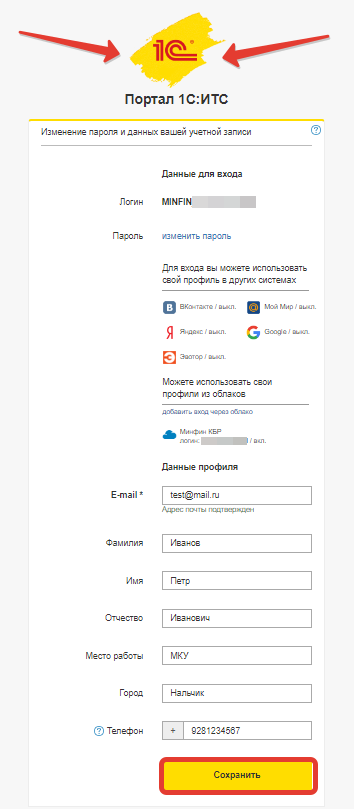 1С
Портал 1С:ИТС
Изменение пароля и данных вашей учетной записи ?
Данные для входа
Логин MINFIN
Пароль изменить пароль
Для входа вы можете использовать
свой профиль в других системах
ВКонтакте / выкл. @ Мой Мир / выкл.
Я Яндекс / выкл. G Google / выкл.
Эвотор / выкл.
Можете использовать свои
профили из облаков
добавить вход через облако
Минфин КБР
логин: / вкл.
Данные профиля
E-mail * test@mail.ru
Адрес почты подтвержден
Фамилия Иванов
Имя Петр
Отчество Иванович
Место работы МКУ
Город Нальчик
? Телефон + 9281234567
Сохранить